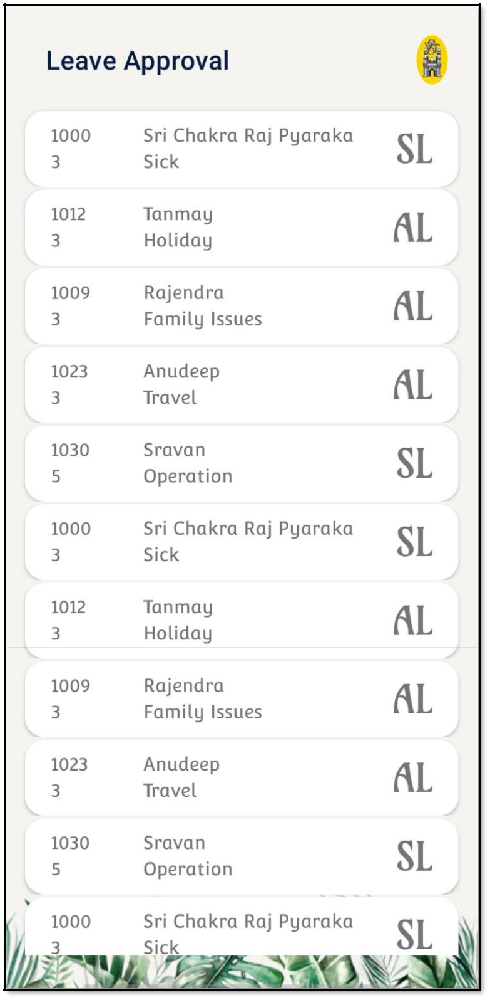 Leave Approval
1000 Sri Chakra Raj Pyaraka SL
3 Sick
1012 Tanmay AL
3 Holiday
1009 Rajendra AL
3 Family Issues
1023 Anudeep AL
3 Travel
1030 Sravan SL
5 Operation
1000 Sri Chakra Raj Pyaraka SL
3 Sick
1012 Tanmay AL
3 Holiday
1009 Rajendra AL
3 Family Issues
1023 Anudeep AL
3 Travel
1030 Sravan SL
5 Operation
1000 Sri Chakra Raj Pyaraka SL
3 Sick